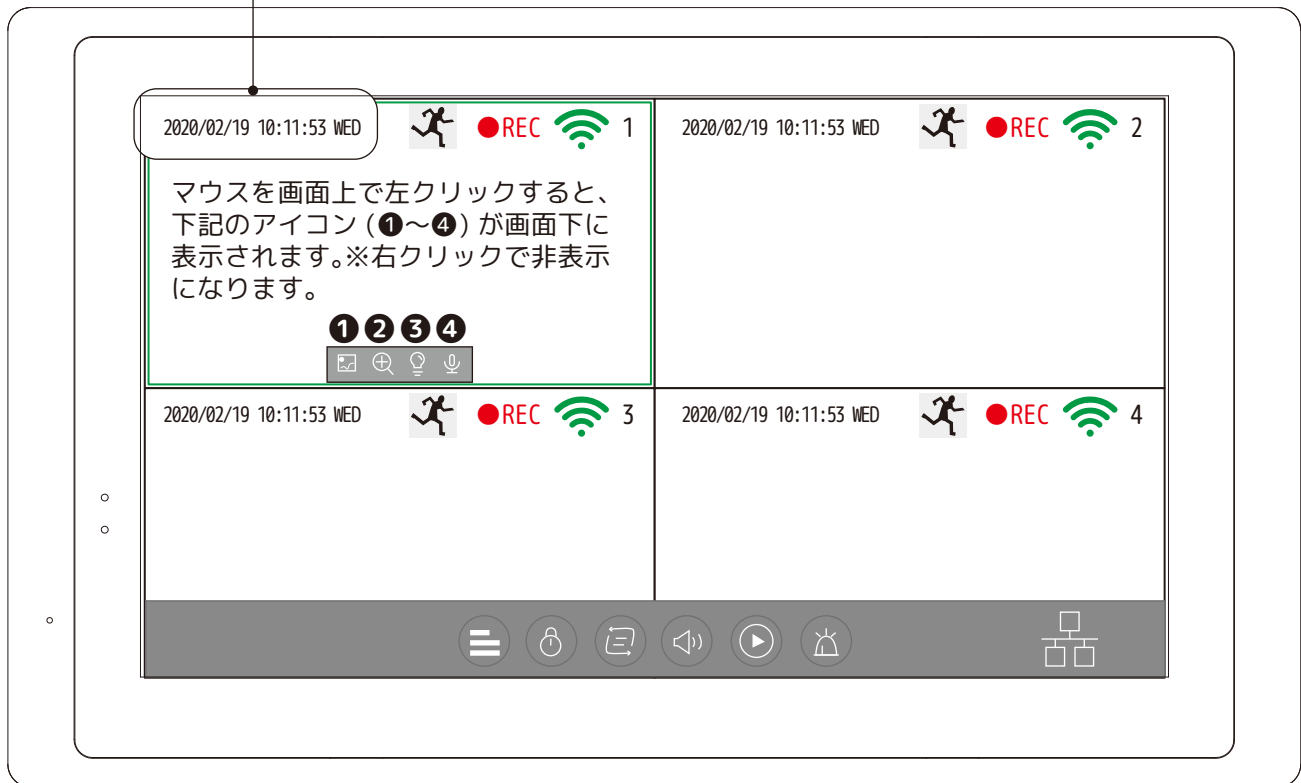 2020/02/19 10:11:53 WED REC 1
2020/02/19 10:11:53 WED REC 2
マウスを画面上で左クリックすると、
下記のアイコン(❶〜❹)が画面下に
表示されます。※右クリックで非表示
になります。
❶❷❸❹
2020/02/19 10:11:53 WED REC 3
2020/02/19 10:11:53 WED REC 4